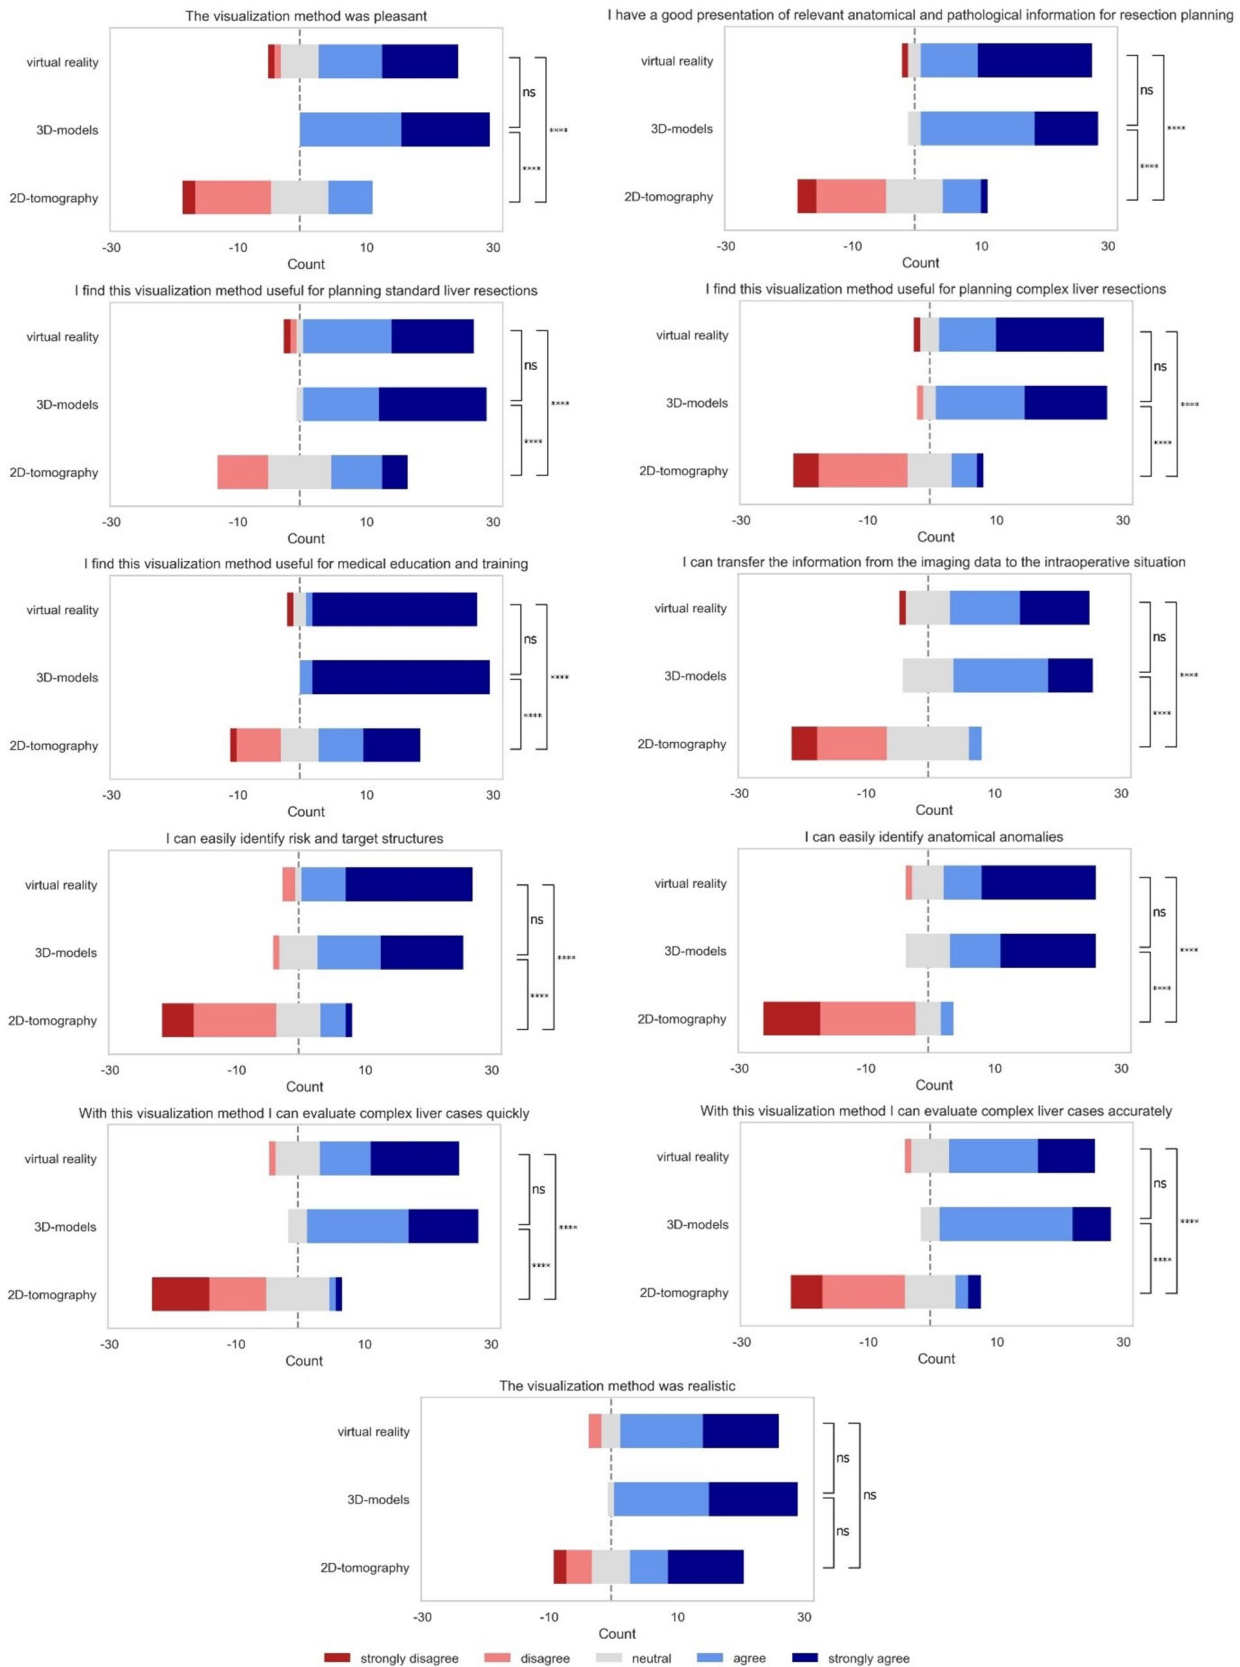 The visualization method was pleasant
virtual reality
3D-models
2D-tomography
ns
****
****
-30 -10 10 30
Count
I have a good presentation of relevant anatomical and pathological information for resection planning
virtual reality
3D-models
2D-tomography
ns
****
****
-30 -10 10 30
Count
I find this visualization method useful for planning standard liver resections
virtual reality
3D-models
2D-tomography
ns
****
****
-30 -10 10 30
Count
I find this visualization method useful for planning complex liver resections
virtual reality
3D-models
2D-tomography
ns
****
****
-30 -10 10 30
Count
I find this visualization method useful for medical education and training
virtual reality
3D-models
2D-tomography
ns
****
****
-30 -10 10 30
Count
I can transfer the information from the imaging data to the intraoperative situation
virtual reality
3D-models
2D-tomography
ns
****
****
-30 -10 10 30
Count
I can easily identify risk and target structures
virtual reality
3D-models
2D-tomography
ns
****
****
-30 -10 10 30
Count
I can easily identify anatomical anomalies
virtual reality
3D-models
2D-tomography
ns
****
****
-30 -10 10 30
Count
With this visualization method I can evaluate complex liver cases quickly
virtual reality
3D-models
2D-tomography
ns
****
****
-30 -10 10 30
Count
With this visualization method I can evaluate complex liver cases accurately
virtual reality
3D-models
2D-tomography
ns
****
****
-30 -10 10 30
Count
The visualization method was realistic
virtual reality
3D-models
2D-tomography
ns
ns
ns
-30 -10 10 30
Count
strongly disagree disagree neutral agree strongly agree